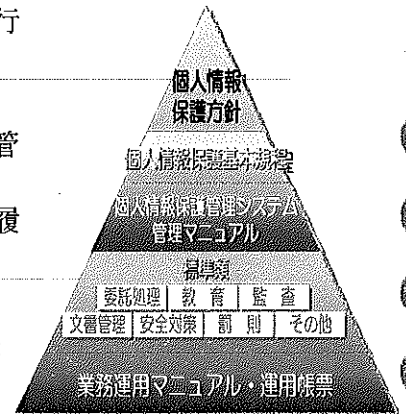 行
管
履
個人情報
保護方針
個人情報保護基本規程
個人情報保護管理システム
管理マニュアル
標準類
委託処理 教育 監査
文書管理 安全対策 罰則 その他
業務運用マニュアル・運用帳票